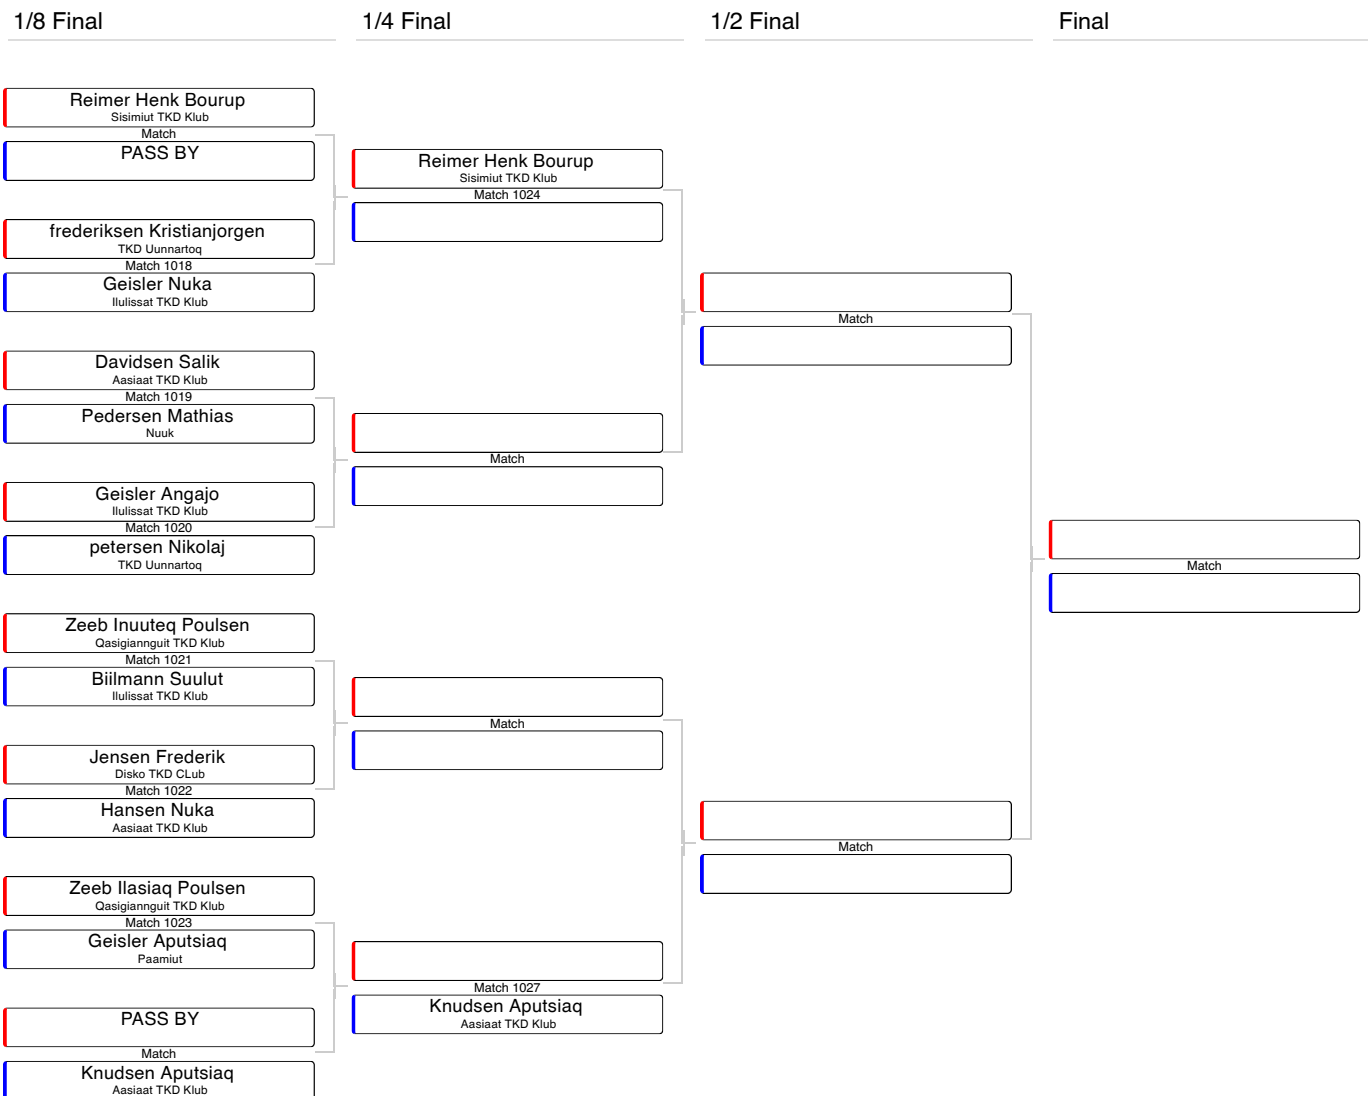 1/8 Final
1/4 Final
1/2 Final
Final
Reimer Henk Bourup
Sisimiut TKD Klub
Match
PASS BY
frederiksen Kristianjorgen
TKD Uunnartoq
Match 1018
Geisler Nuka
Ilulissat TKD Klub
Davidsen Salik
Aasiaat TKD Klub
Match 1019
Pedersen Mathias
Nuuk
Geisler Angajo
Ilulissat TKD Klub
Match 1020
petersen Nikolaj
TKD Uunnartoq
Zeeb Inuuteq Poulsen
Qasigiannguit TKD Klub
Match 1021
Biilmann Suulut
Ilulissat TKD Klub
Jensen Frederik
Disko TKD CLub
Match 1022
Hansen Nuka
Aasiaat TKD Klub
Zeeb Ilasiaq Poulsen
Qasigiannguit TKD Klub
Match 1023
Geisler Aputsiaq
Paamiut
PASS BY
Match
Knudsen Aputsiaq
Aasiaat TKD Klub
Reimer Henk Bourup
Sisimiut TKD Klub
Match 1024
Match
Match
Match 1027
Knudsen Aputsiaq
Aasiaat TKD Klub
Match
Match
Match